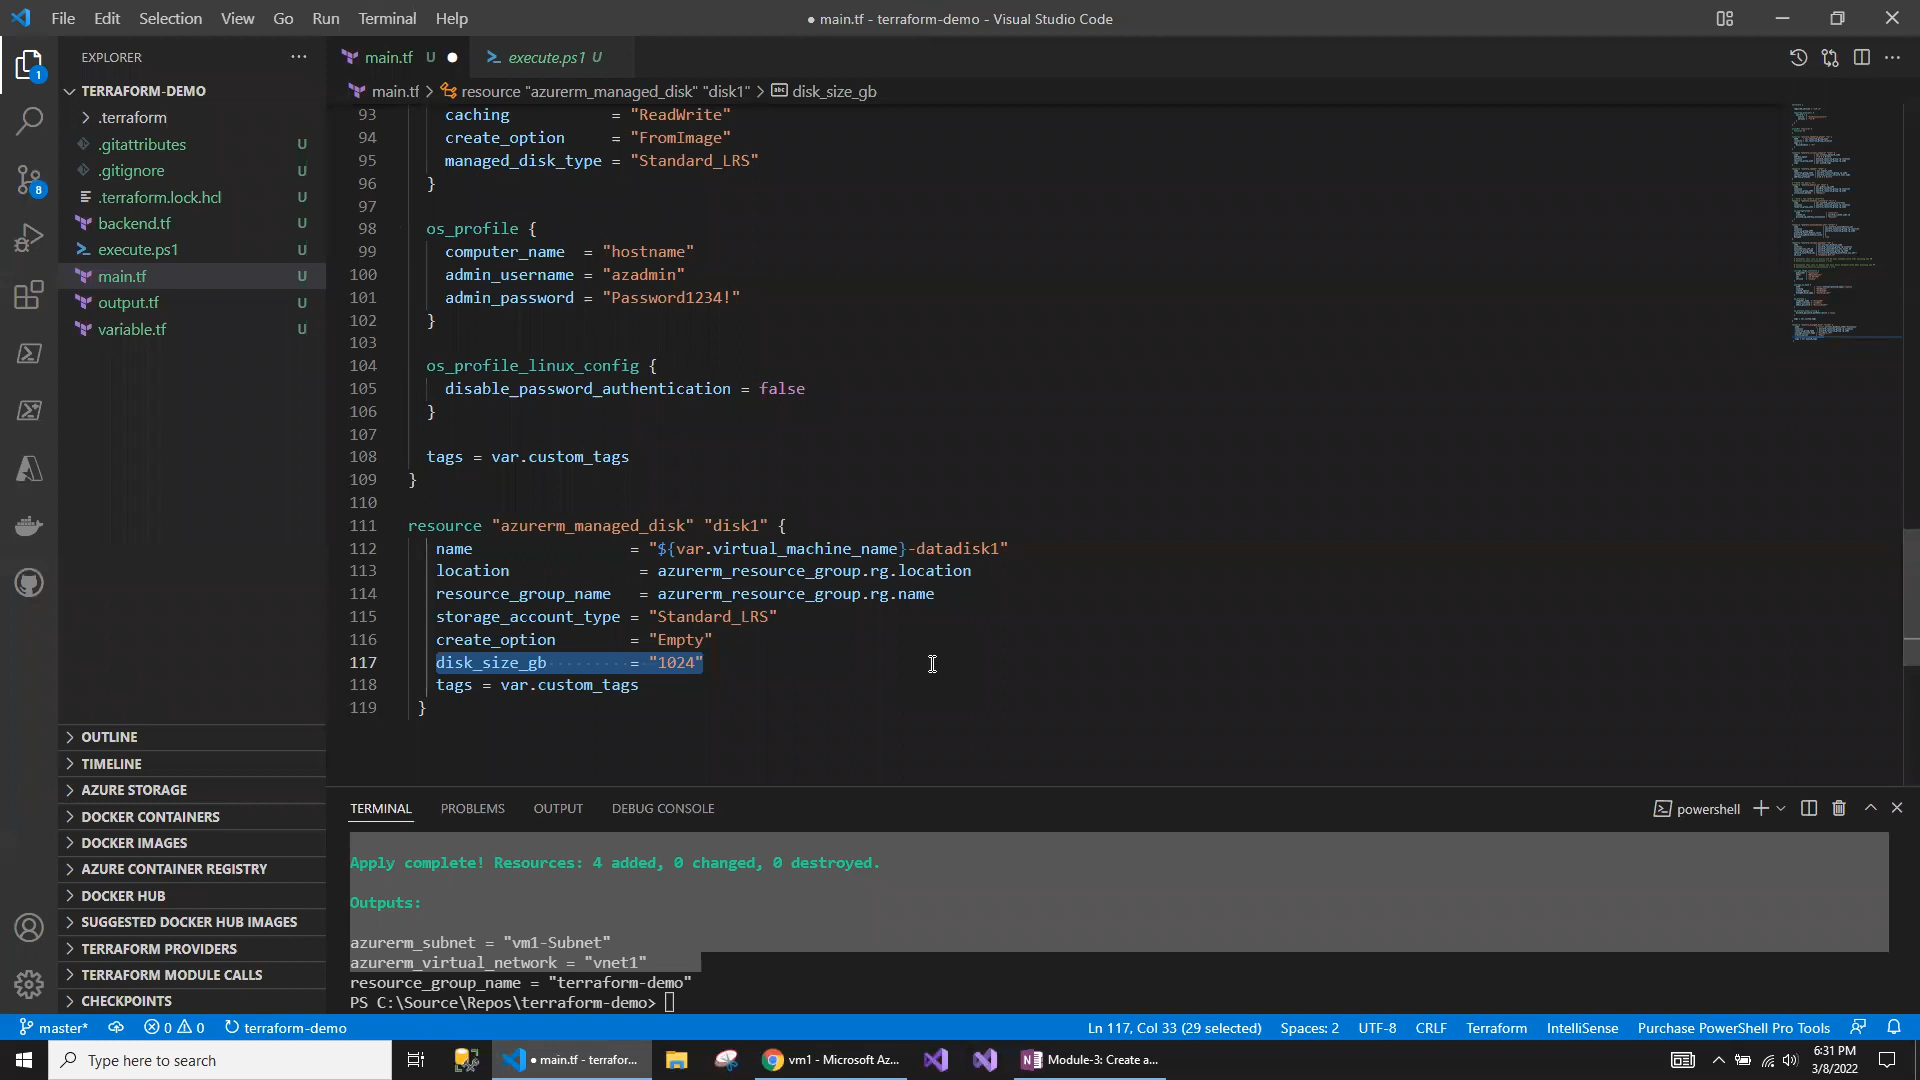 File Edit Selection View Go Run Terminal Help
● main.tf - terraform-demo - Visual Studio Code
EXPLORER
main.tf U
execute.ps1 U
TERRAFORM-DEMO
main.tf > resource "azurerm_managed_disk" "disk1" > disk_size_gb
.terraform
.gitattributes U
.gitignore U
.terraform.lock.hcl U
backend.tf U
execute.ps1 U
main.tf U
output.tf U
variable.tf U
93 caching = "ReadWrite"
94 create_option = "FromImage"
95 managed_disk_type = "Standard_LRS"
96 }
97
98 os_profile {
99 computer_name = "hostname"
100 admin_username = "azadmin"
101 admin_password = "Password1234!"
102 }
103
104 os_profile_linux_config {
105 disable_password_authentication = false
106 }
107
108 tags = var.custom_tags
109 }
110
111 resource "azurerm_managed_disk" "disk1" {
112 name = "${var.virtual_machine_name}-datadisk1"
113 location = azurerm_resource_group.rg.location
114 resource_group_name = azurerm_resource_group.rg.name
115 storage_account_type = "Standard_LRS"
116 create_option = "Empty"
117 disk_size_gb = "1024"
118 tags = var.custom_tags
119 }
1
8
OUTLINE
TIMELINE
AZURE STORAGE
DOCKER CONTAINERS
DOCKER IMAGES
AZURE CONTAINER REGISTRY
DOCKER HUB
SUGGESTED DOCKER HUB IMAGES
TERRAFORM PROVIDERS
TERRAFORM MODULE CALLS
CHECKPOINTS
TERMINAL PROBLEMS OUTPUT DEBUG CONSOLE
powershell
Apply complete! Resources: 4 added, 0 changed, 0 destroyed.
Outputs:
azurerm_subnet = "vm1-Subnet"
azurerm_virtual_network = "vnet1"
resource_group_name = "terraform-demo"
PS C:\Source\Repos\terraform-demo>
master* 0 0 terraform-demo
Ln 117, Col 33 (29 selected) Spaces: 2 UTF-8 CRLF Terraform IntelliSense Purchase PowerShell Pro Tools
Type here to search
● main.tf - terrafor...
vm1 - Microsoft Az...
Module-3: Create a...
6:31 PM
3/8/2022